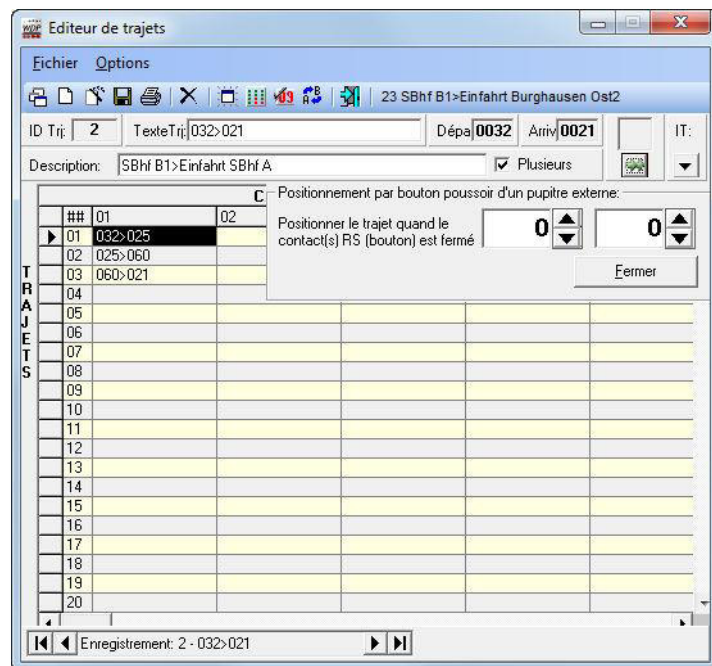 Editeur de trajets
Fichier Options
23 SBhf B1>Einfahrt Burghausen Ost2
ID Trj: 2 TexteTrj: 032>021 Dépa 0032 Arriv 0021 IT:
Description: SBhf B1>Einfahrt SBhf A Plusieurs
C
Positionnement par bouton poussoir d'un pupitre externe:
Positionner le trajet quand le
contact(s) RS (bouton) est fermé
0 0
Fermer
TRAJETS
## 01 02
01 032>025
02 025>060
03 060>021
04
05
06
07
08
09
10
11
12
13
14
15
16
17
18
19
20
Enregistrement: 2 - 032>021